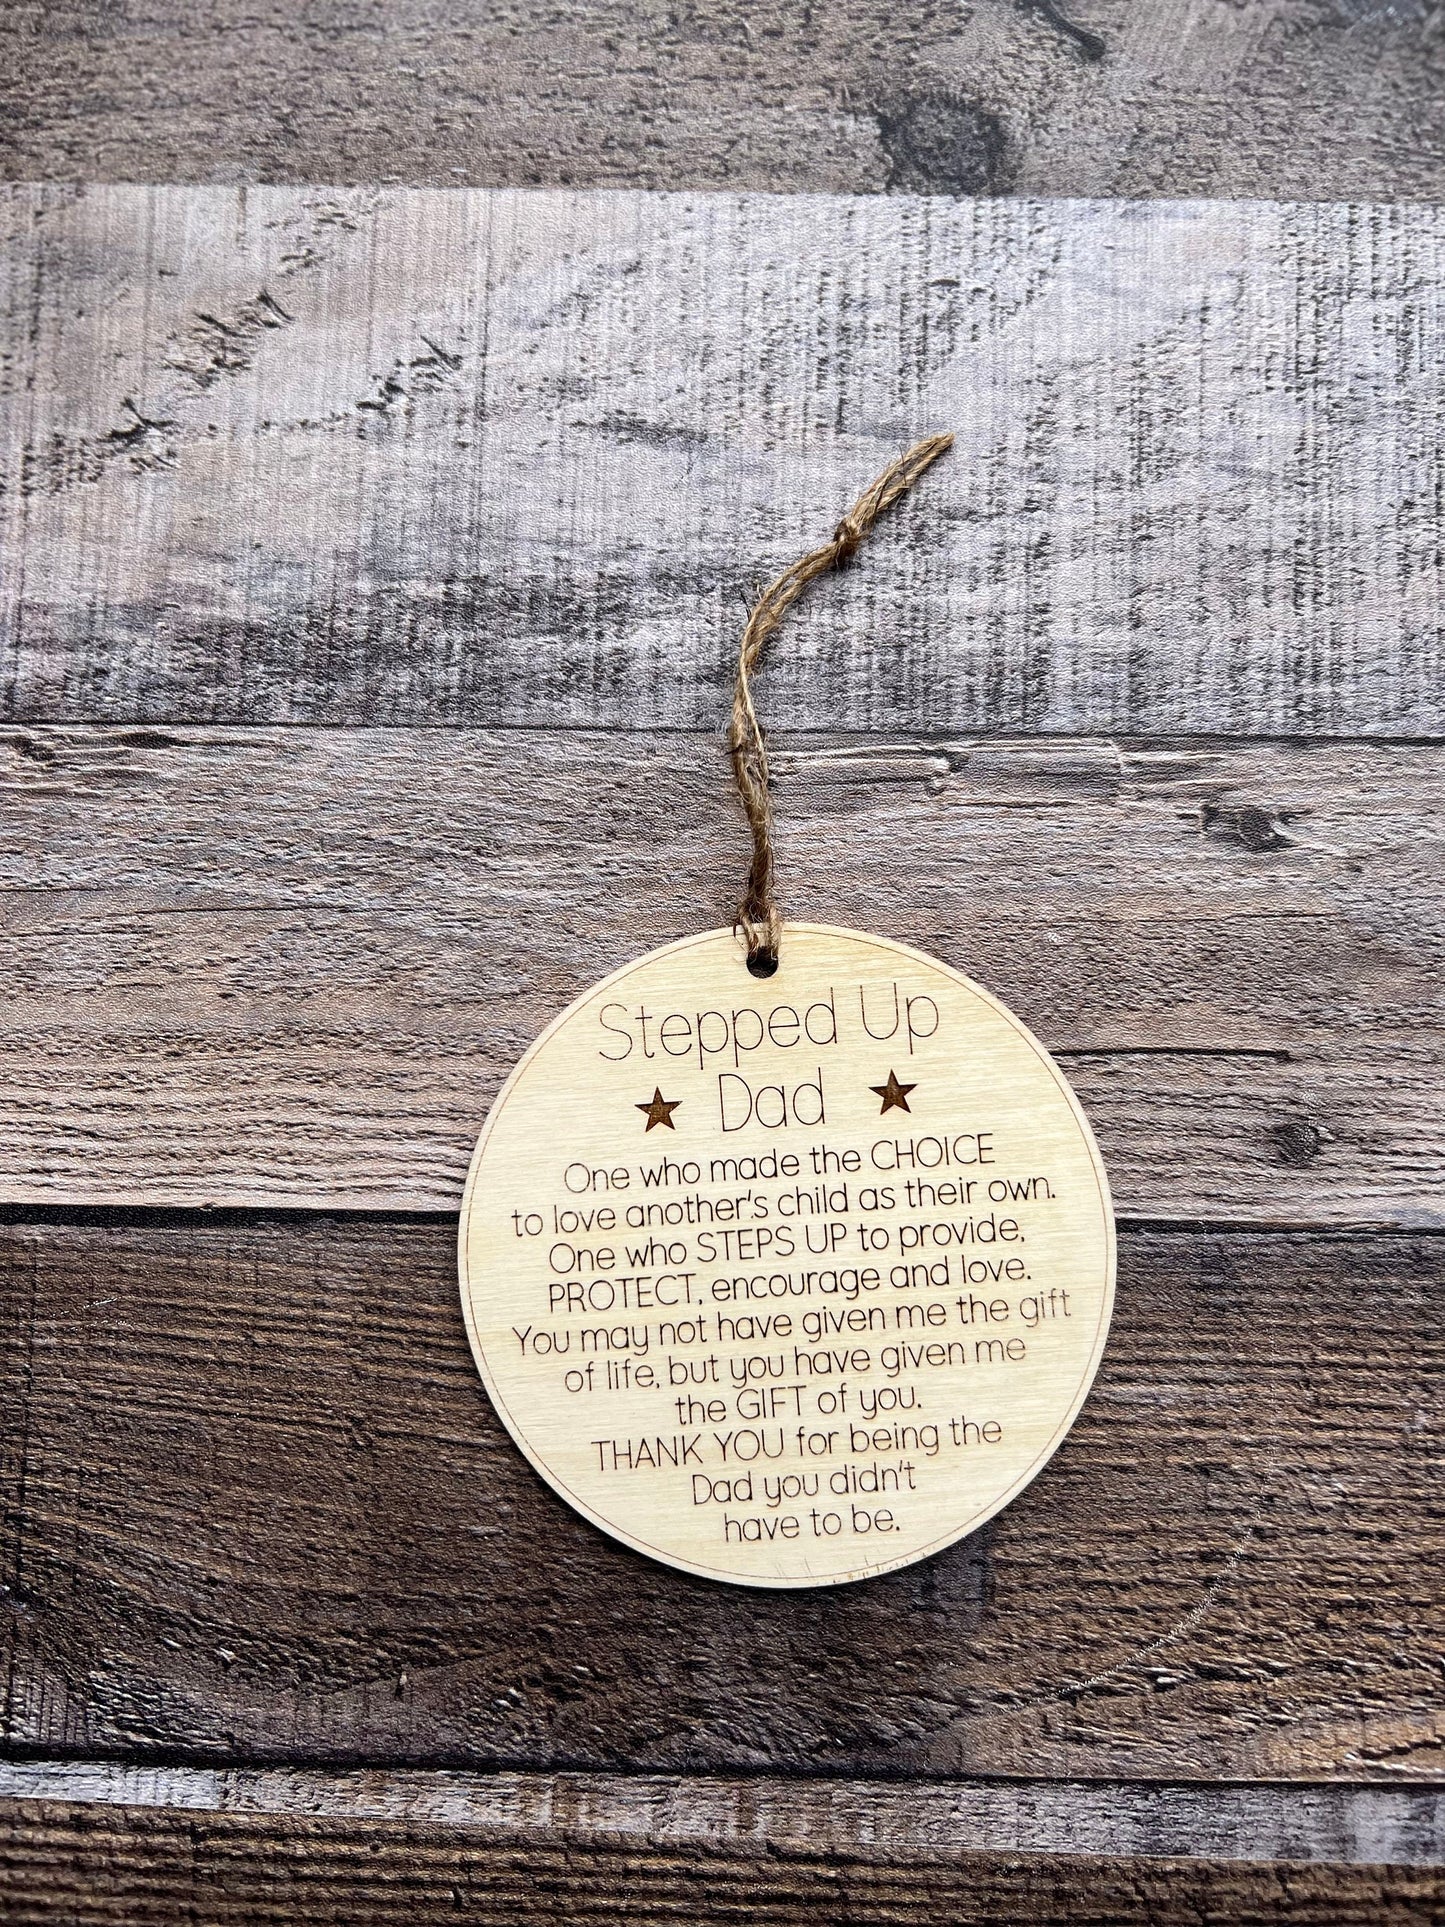 Stepped Up
Dad
One who made the CHOICE
to love another's child as their own.
One who STEPS UP to provide,
PROTECT, encourage and love.
You may not have given me the gift
of life, but you have given me
the GIFT of you.
THANK YOU for being the
Dad you didn't
have to be.